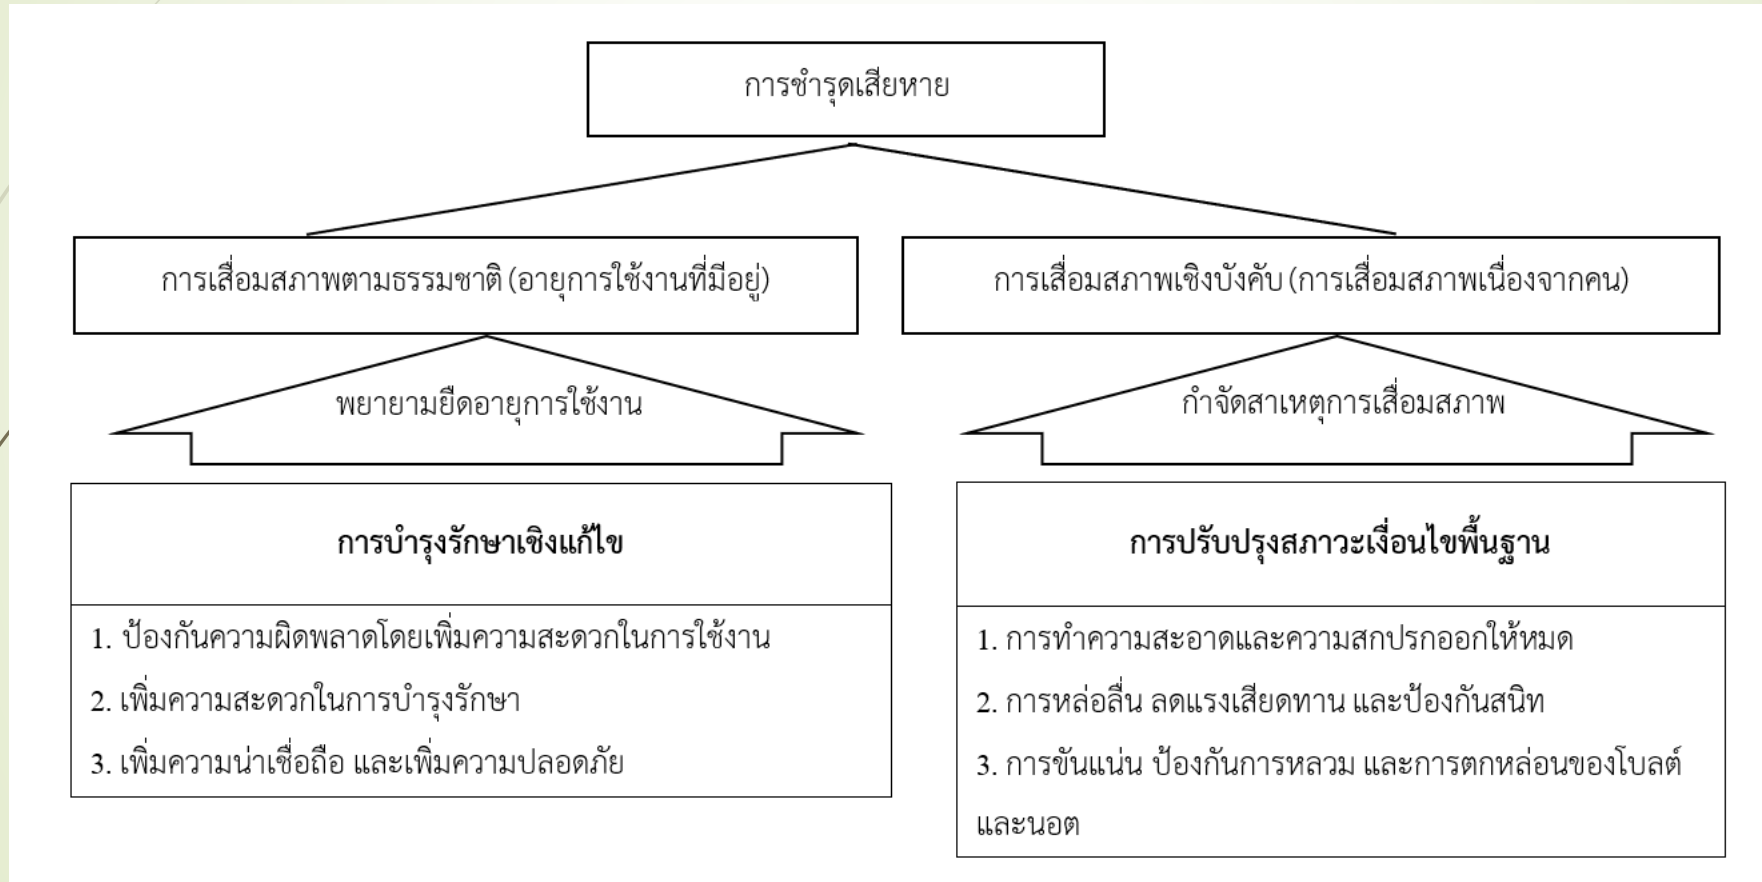 การชำรุดเสียหาย
การเสื่อมสภาพตามธรรมชาติ (อายุการใช้งานที่มีอยู่)
การเสื่อมสภาพเชิงบังคับ (การเสื่อมสภาพเนื่องจากคน)
พยายามยืดอายุการใช้งาน
กำจัดสาเหตุการเสื่อมสภาพ
การบำรุงรักษาเชิงแก้ไข
1. ป้องกันความผิดพลาดโดยเพิ่มความสะดวกในการใช้งาน
2. เพิ่มความสะดวกในการบำรุงรักษา
3. เพิ่มความน่าเชื่อถือ และเพิ่มความปลอดภัย
การปรับปรุงสภาวะเงื่อนไขพื้นฐาน
1. การทำความสะอาดและความสกปรกออกให้หมด
2. การหล่อลื่น ลดแรงเสียดทาน และป้องกันสนิท
3. การขันแน่น ป้องกันการหลวม และการตกหล่อนของโบลต์
และนอต